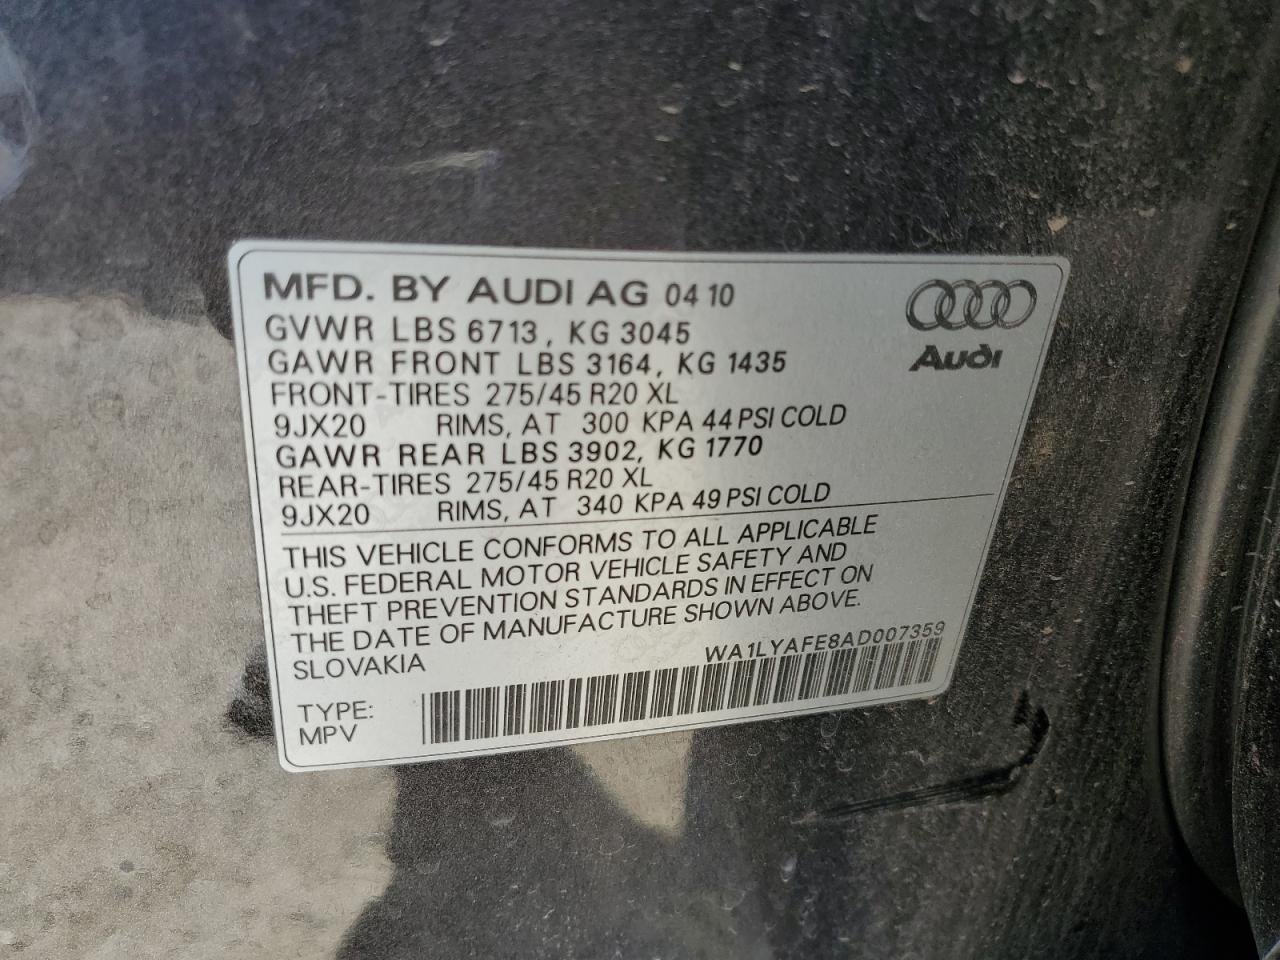 MFD. BY AUDI AG 04 10
GVWR LBS 6713, KG 3045
GAWR FRONT LBS 3164, KG 1435
FRONT-TIRES 275/45 R20 XL
9JX20 RIMS, AT 300 KPA 44 PSI COLD
GAWR REAR LBS 3902, KG 1770
REAR-TIRES 275/45 R20 XL
9JX20 RIMS, AT 340 KPA 49 PSI COLD
Audi
THIS VEHICLE CONFORMS TO ALL APPLICABLE
U.S. FEDERAL MOTOR VEHICLE SAFETY AND
THEFT PREVENTION STANDARDS IN EFFECT ON
THE DATE OF MANUFACTURE SHOWN ABOVE.
SLOVAKIA
WA1LYAFE8AD007359
TYPE:
MPV